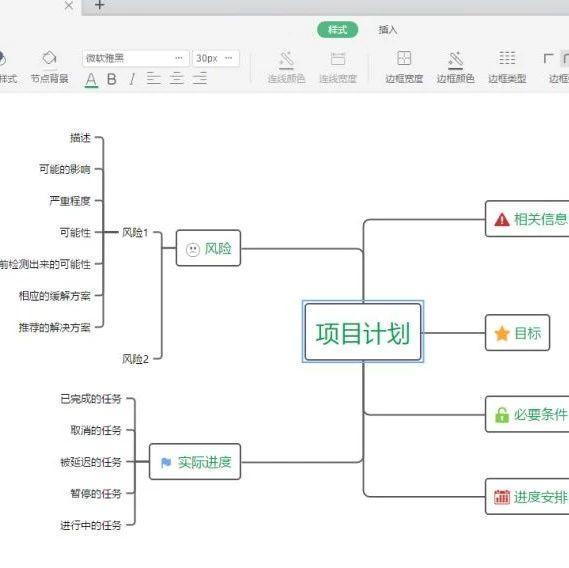 样式
插入
微软雅黑
30px
样式
节点背景
A B I
连线颜色
连线宽度
边框宽度
边框颜色
边框类型
边框
描述
可能的影响
严重程度
可能性
前检测出来的可能性
相应的缓解方案
推荐的解决方案
风险1
风险2
风险
已完成的任务
取消的任务
被延迟的任务
暂停的任务
进行中的任务
实际进度
项目计划
相关信息
目标
必要条件
进度安排